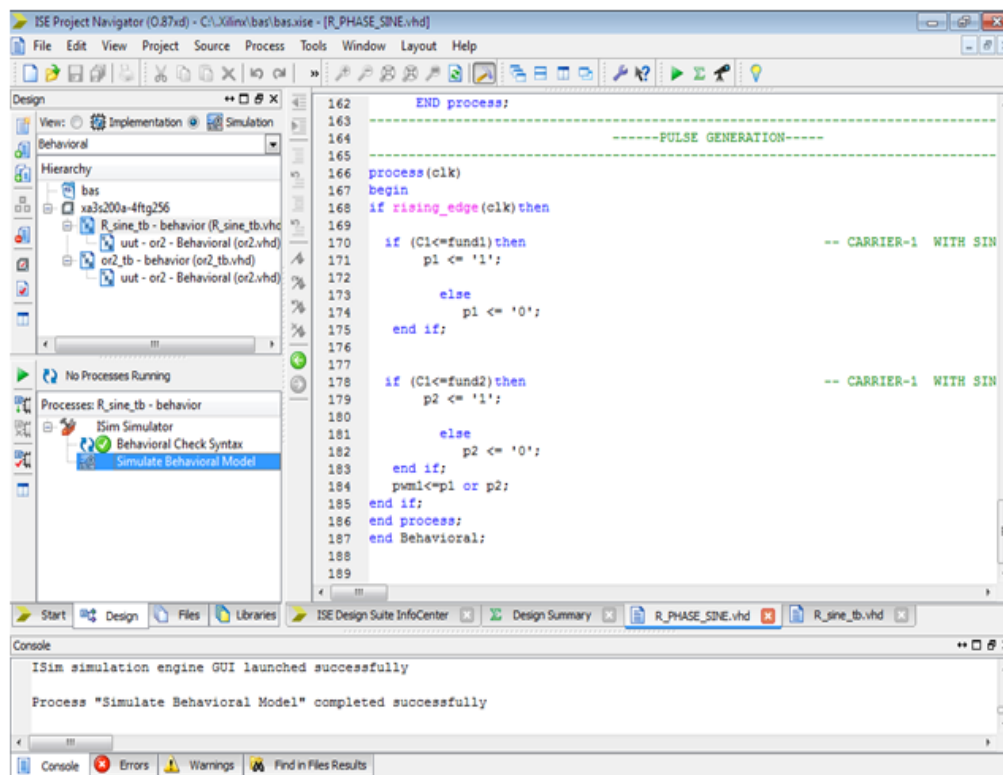 ISE Project Navigator (O.87xd) - C:\.Xilinx\bas\bas.xise - [R_PHASE_SINE.vhd]
File Edit View Project Source Process Tools Window Layout Help
Design
View: Implementation Simulation
Behavioral
Hierarchy
bas
xa3s200a-4ftg256
R_sine_tb - behavior (R_sine_tb.vhd
uut - or2 - Behavioral (or2.vhd)
or2_tb - behavior (or2_tb.vhd)
uut - or2 - Behavioral (or2.vhd)
No Processes Running
Processes: R_sine_tb - behavior
ISim Simulator
Behavioral Check Syntax
Simulate Behavioral Model
162 END process;
163 --------------------------------------------------------------------------------
164 ------PULSE GENERATION-----
165 --------------------------------------------------------------------------------
166 process(clk)
167 begin
168 if rising_edge(clk)then
169
170 if (C1<=fund1)then -- CARRIER-1 WITH SIN
171 p1 <= '1';
172
173 else
174 p1 <= '0';
175 end if;
176
177
178 if (C1<=fund2)then -- CARRIER-1 WITH SIN
179 p2 <= '1';
180
181 else
182 p2 <= '0';
183 end if;
184 pwm1<=p1 or p2;
185 end if;
186 end process;
187 end Behavioral;
188
189
Start Design Files Libraries
ISE Design Suite InfoCenter Design Summary R_PHASE_SINE.vhd R_sine_tb.vhd
Console
ISim simulation engine GUI launched successfully
Process "Simulate Behavioral Model" completed successfully
Console Errors Warnings Find in Files Results